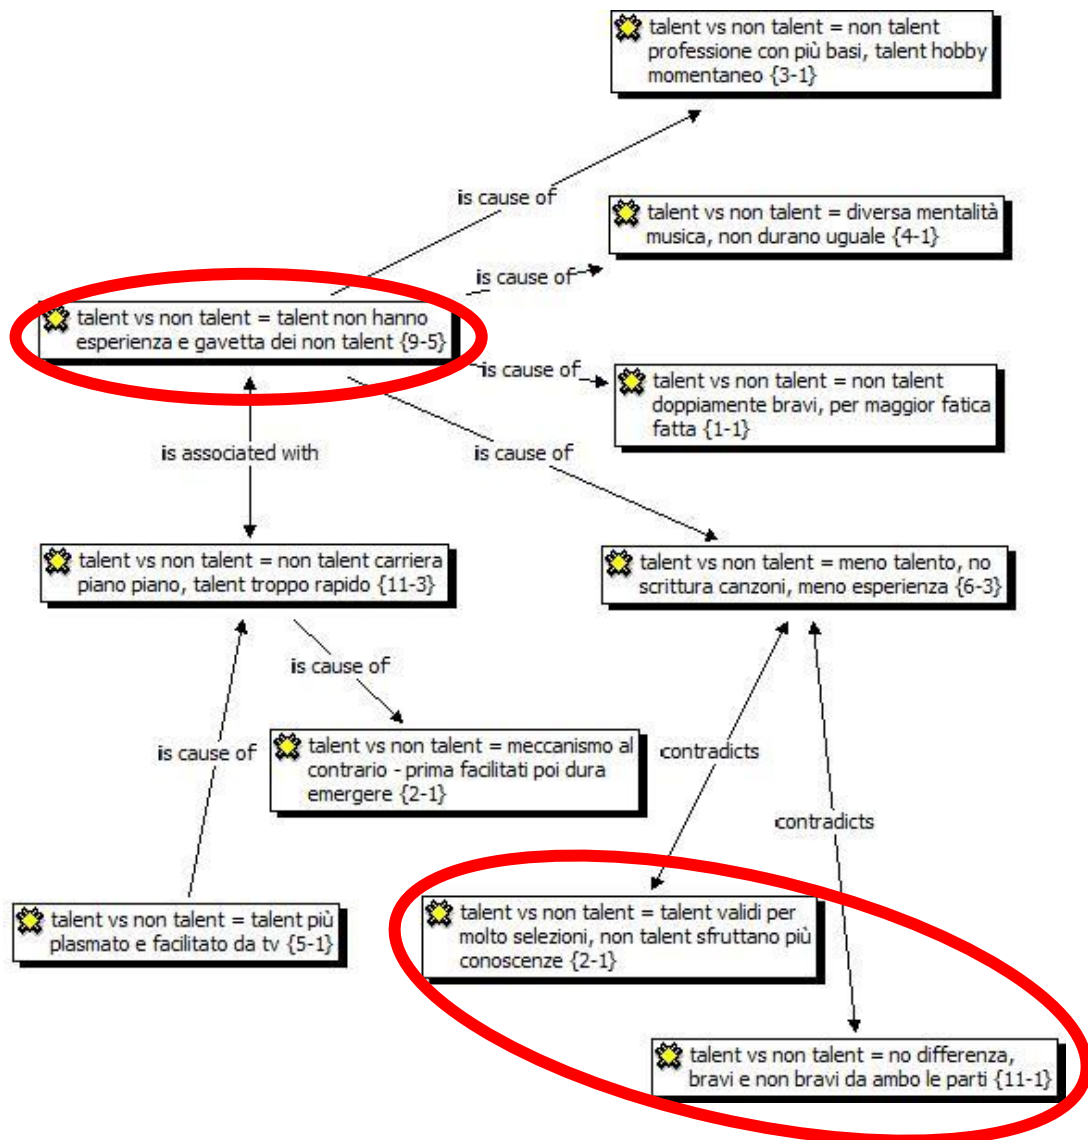 talent vs non talent = non talent
professione con più basi, talent hobby
momentaneo {3-1}
is cause of
talent vs non talent = diversa mentalità
musica, non durano uguale {4-1}
is cause of
talent vs non talent = talent non hanno
esperienza e gavetta dei non talent {9-5}
is cause of
talent vs non talent = non talent
doppiamente bravi, per maggior fatica
fatta {1-1}
is associated with
is cause of
talent vs non talent = non talent carriera
piano piano, talent troppo rapido {11-3}
talent vs non talent = meno talento, no
scrittura canzoni, meno esperienza {6-3}
is cause of
is cause of
talent vs non talent = meccanismo al
contrario - prima facilitati poi dura
emergere {2-1}
contradicts
contradicts
talent vs non talent = talent più
plasmato e facilitato da tv {5-1}
talent vs non talent = talent validi per
molto selezioni, non talent sfruttano più
conoscenze {2-1}
talent vs non talent = no differenza,
bravi e non bravi da ambo le parti {11-1}